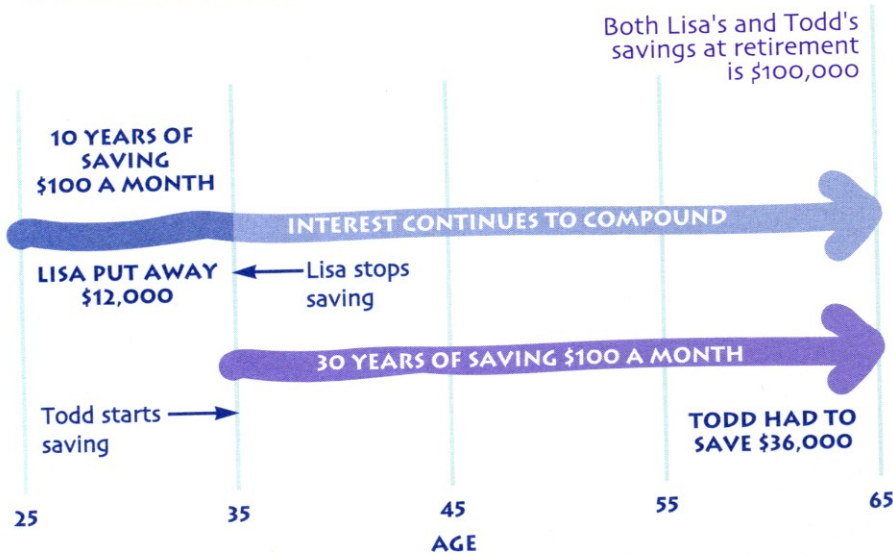 Both Lisa's and Todd's
savings at retirement
is $100,000
10 YEARS OF
SAVING
$100 A MONTH
INTEREST CONTINUES TO COMPOUND
LISA PUT AWAY
$12,000
Lisa stops
saving
30 YEARS OF SAVING $100 A MONTH
Todd starts
saving
TODD HAD TO
SAVE $36,000
25
35
45
55
65
AGE